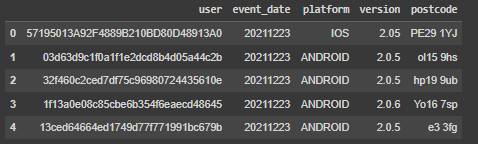 user event_date platform version postcode
0 57195013A92F4889B210BD80D48913A0 20211223 IOS 2.05 PE29 1YJ
1 03d63d9c1f0a1f1e2dcd8b4d05a44c2b 20211223 ANDROID 2.0.5 ol15 9hs
2 32f460c2ced7df75c96980724435610e 20211223 ANDROID 2.0.5 hp19 9ub
3 1f13a0e08c85cbe6b354f6eaecd48645 20211223 ANDROID 2.0.6 Yo16 7sp
4 13ced64664ed1749d77f771991bc679b 20211223 ANDROID 2.0.5 e3 3fg